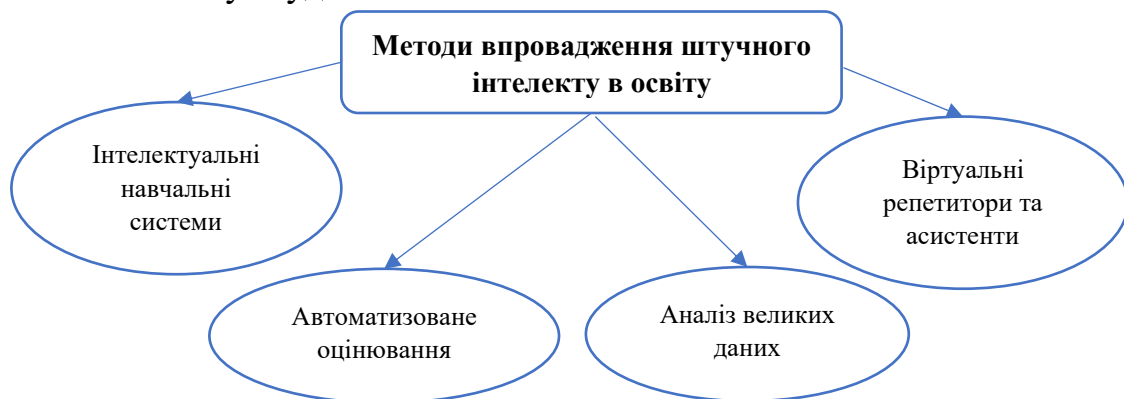 Методи впровадження штучного
інтелекту в освіту
Інтелектуальні
навчальні
системи
Віртуальні
репетитори та
асистенти
Автоматизоване
оцінювання
Аналіз великих
даних